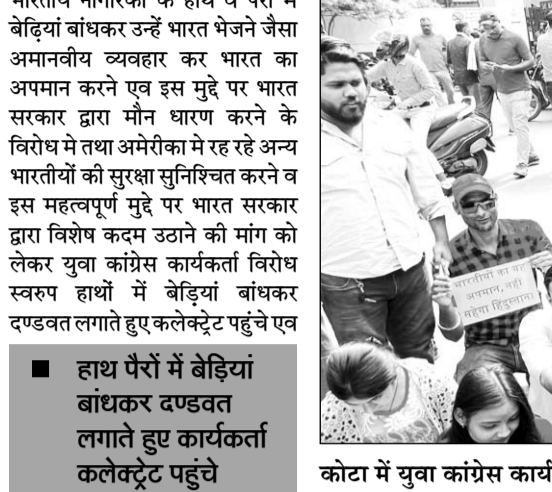 भारतीय नागरिकों के हाथ व पैरों में
बेढ़ियां बांधकर उन्हें भारत भेजने जैसा
अमानवीय व्यवहार कर भारत का
अपमान करने एव इस मुद्दे पर भारत
सरकार द्वारा मौन धारण करने के
विरोध मे तथा अमेरीका मे रह रहे अन्य
भारतीयों की सुरक्षा सुनिश्चित करने व
इस महत्वपूर्ण मुद्दे पर भारत सरकार
द्वारा विशेष कदम उठाने की मांग को
लेकर युवा कांग्रेस कार्यकर्ता विरोध
स्वरुप हाथों में बेड़ियां बांधकर
दण्डवत लगाते हुए कलेक्ट्रेट पहुंचे एव
■ हाथ पैरों में बेड़ियां
बांधकर दण्डवत
लगाते हुए कार्यकर्ता
कलेक्ट्रेट पहुंचे
भारतीयों का यह
अपमान, नही
सहेगा हिंदुस्तान।
कोटा में युवा कांग्रेस कार्य